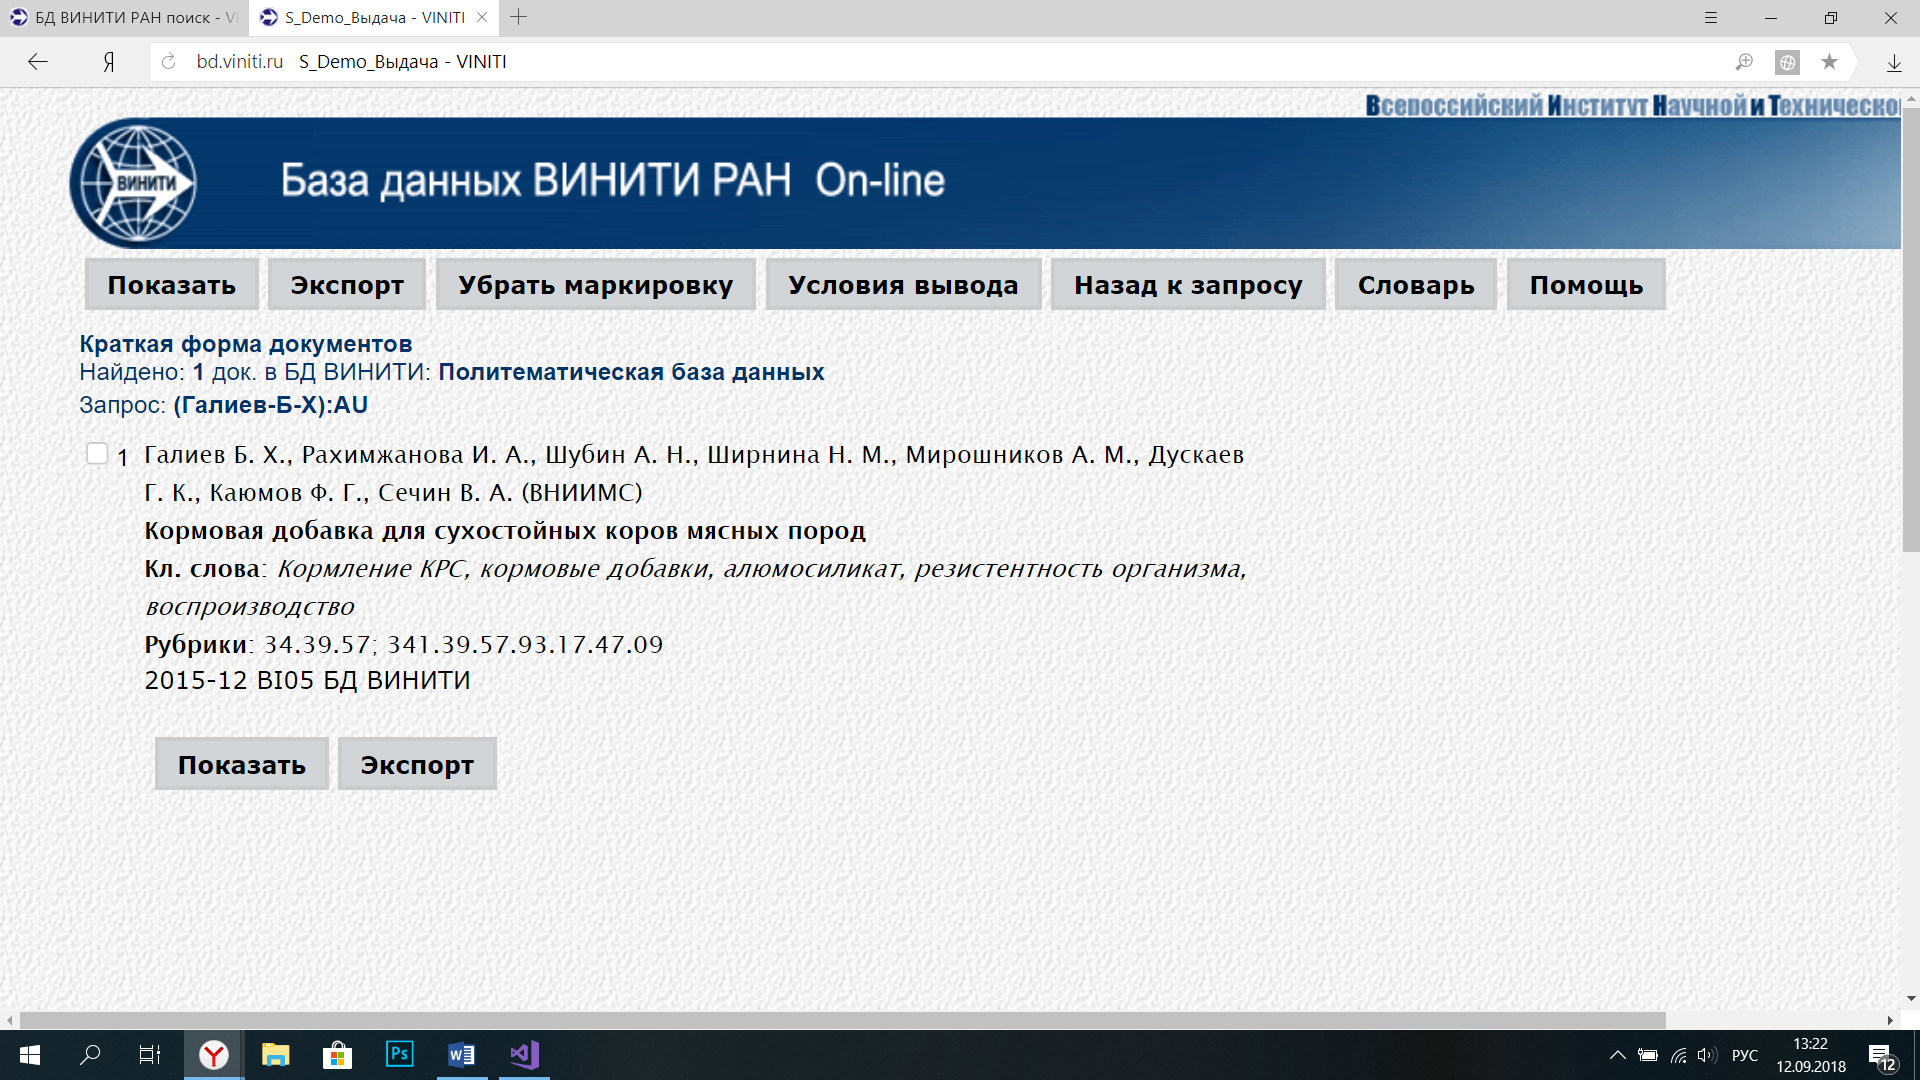 БД ВИНИТИ РАН поиск - VI
S_Demo_Выдача - VINITI
Я
bd.viniti.ru S_Demo_Выдача - VINITI
Всероссийский Институт Научной и Техническо
ВИНИТИ
База данных ВИНИТИ РАН On-line
Показать Экспорт Убрать маркировку Условия вывода Назад к запросу Словарь Помощь
Краткая форма документов
Найдено: 1 док. в БД ВИНИТИ: Политематическая база данных
Запрос: (Галиев-Б-Х):AU
1 Галиев Б. Х., Рахимжанова И. А., Шубин А. Н., Ширнина Н. М., Мирошников А. М., Дускаев
Г. К., Каюмов Ф. Г., Сечин В. А. (ВНИИМС)
Кормовая добавка для сухостойных коров мясных пород
Кл. слова: Кормление КРС, кормовые добавки, алюмосиликат, резистентность организма,
воспроизводство
Рубрики: 34.39.57; 341.39.57.93.17.47.09
2015-12 BI05 БД ВИНИТИ
Показать Экспорт
Ps
W
РУС
13:22
12.09.2018
12